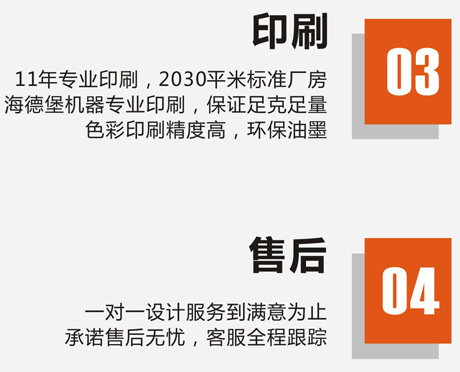 印刷
03
11年专业印刷，2030平米标准厂房
海德堡机器专业印刷，保证足克足量
色彩印刷精度高，环保油墨
售后
04
一对一设计服务到满意为止
承诺售后无忧，客服全程跟踪